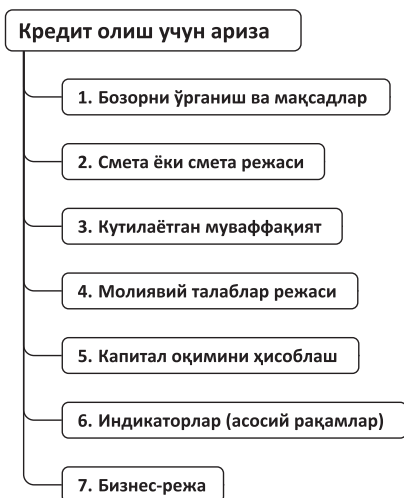 Кредит олиш учун ариза
1. Бозорни ўрганиш ва мақсадлар
2. Смета ёки смета режаси
3. Кутилаётган муваффақият
4. Молиявий талаблар режаси
5. Капитал оқимини ҳисоблаш
6. Индикаторлар (асосий рақамлар)
7. Бизнес-режа